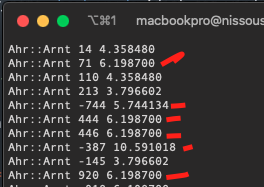 ⌥⌘1 macbookpro@nissous
Ahr::Arnt 14 4.358480
Ahr::Arnt 71 6.198700
Ahr::Arnt 110 4.358480
Ahr::Arnt 213 3.796602
Ahr::Arnt -744 5.744134
Ahr::Arnt 444 6.198700
Ahr::Arnt 446 6.198700
Ahr::Arnt -387 10.591018
Ahr::Arnt -145 3.796602
Ahr::Arnt 920 6.198700